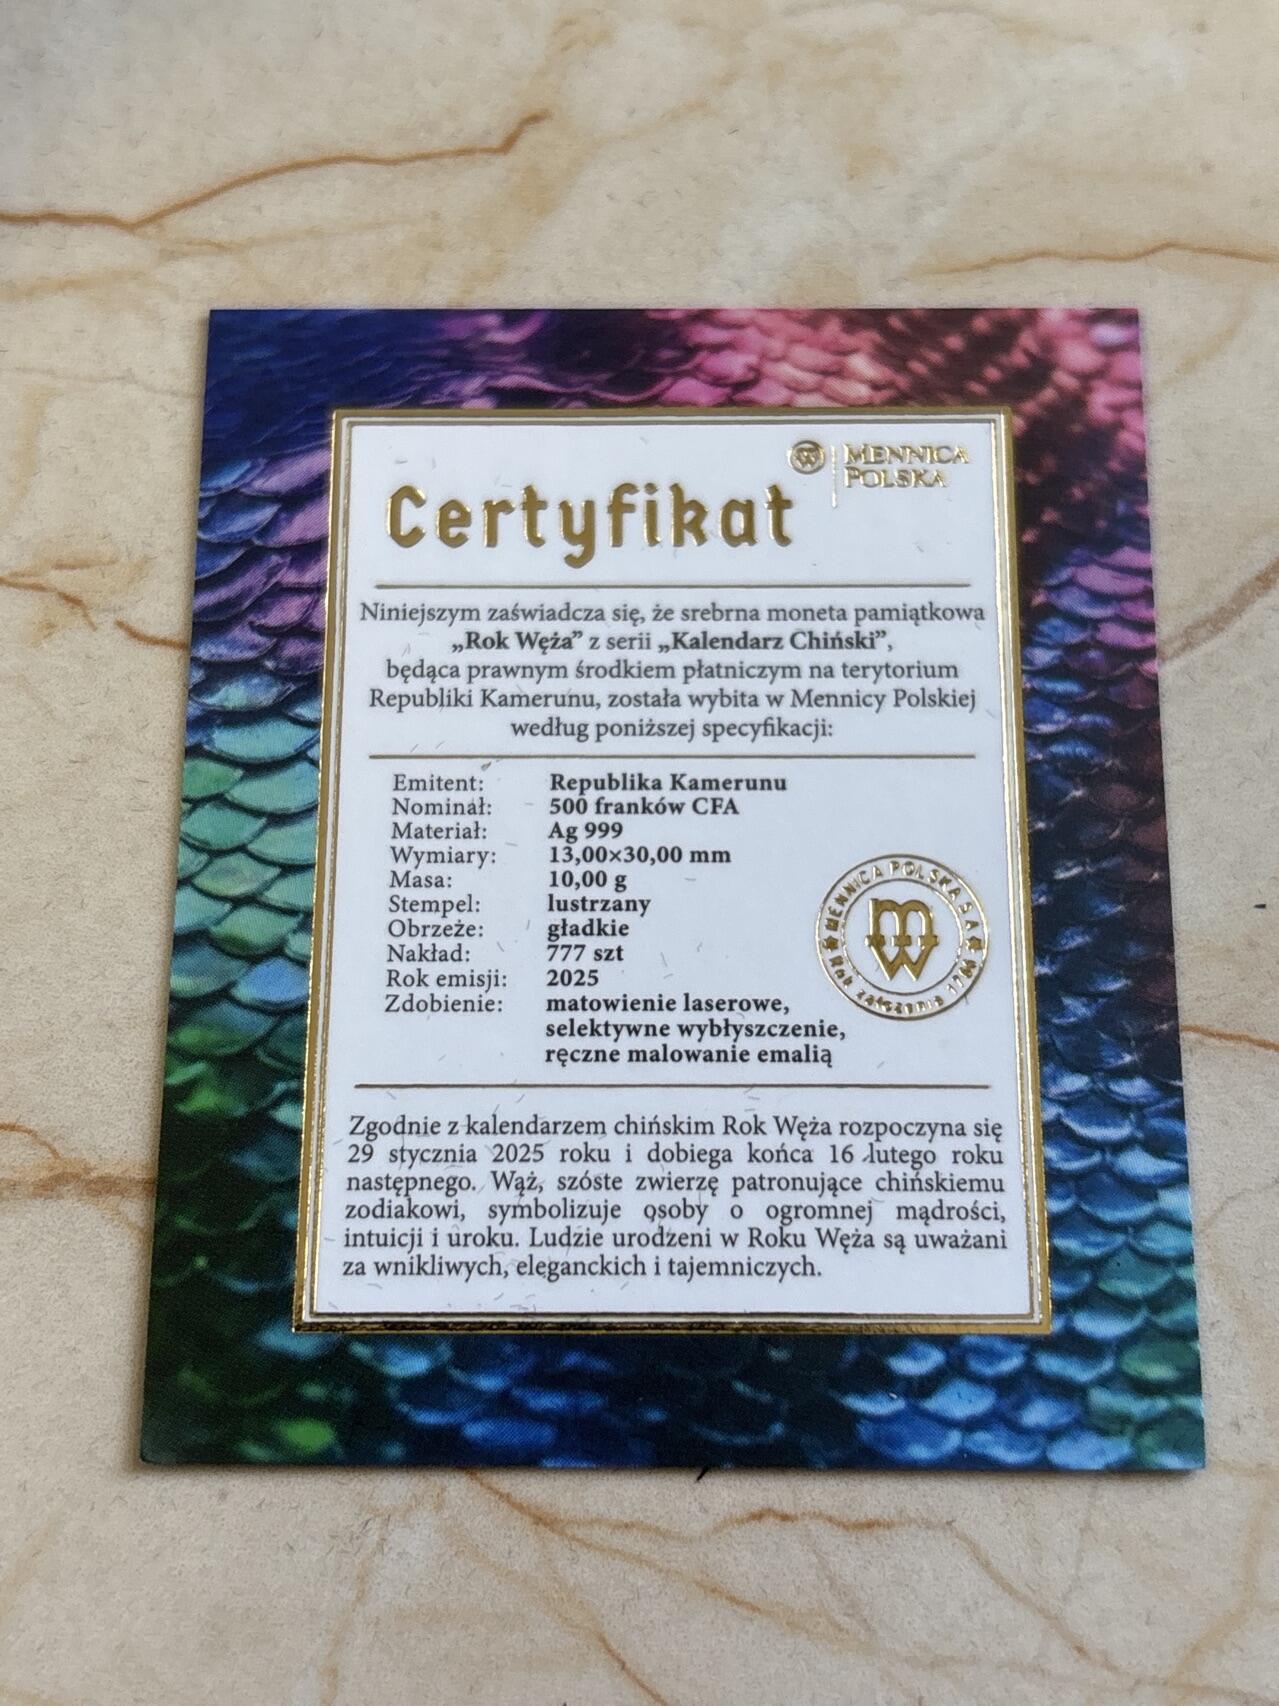 MENNICA
POLSKA
Certyfikat
Niniejszym zaświadcza się, że srebrna moneta pamiątkowa
„Rok Węża” z serii „Kalendarz Chiński”,
będąca prawnym środkiem płatniczym na terytorium
Republiki Kamerunu, została wybita w Mennicy Polskiej
według poniższej specyfikacji:
Emitent: Republika Kamerunu
Nominał: 500 franków CFA
Materiał: Ag 999
Wymiary: 13,00×30,00 mm
Masa: 10,00 g
Stempel: lustrzany
Obrzeże: gładkie
Nakład: 777 szt
Rok emisji: 2025
Zdobienie: matowienie laserowe,
selektywne wybłyszczenie,
ręczne malowanie emalią
MENNICA POLSKA S.A.
Rok założenia 1766
MW
Zgodnie z kalendarzem chińskim Rok Węża rozpoczyna się
29 stycznia 2025 roku i dobiega końca 16 lutego roku
następnego. Wąż, szóste zwierzę patronujące chińskiemu
zodiakowi, symbolizuje osoby o ogromnej mądrości,
intuicji i uroku. Ludzie urodzeni w Roku Węża są uważani
za wnikliwych, eleganckich i tajemniczych.